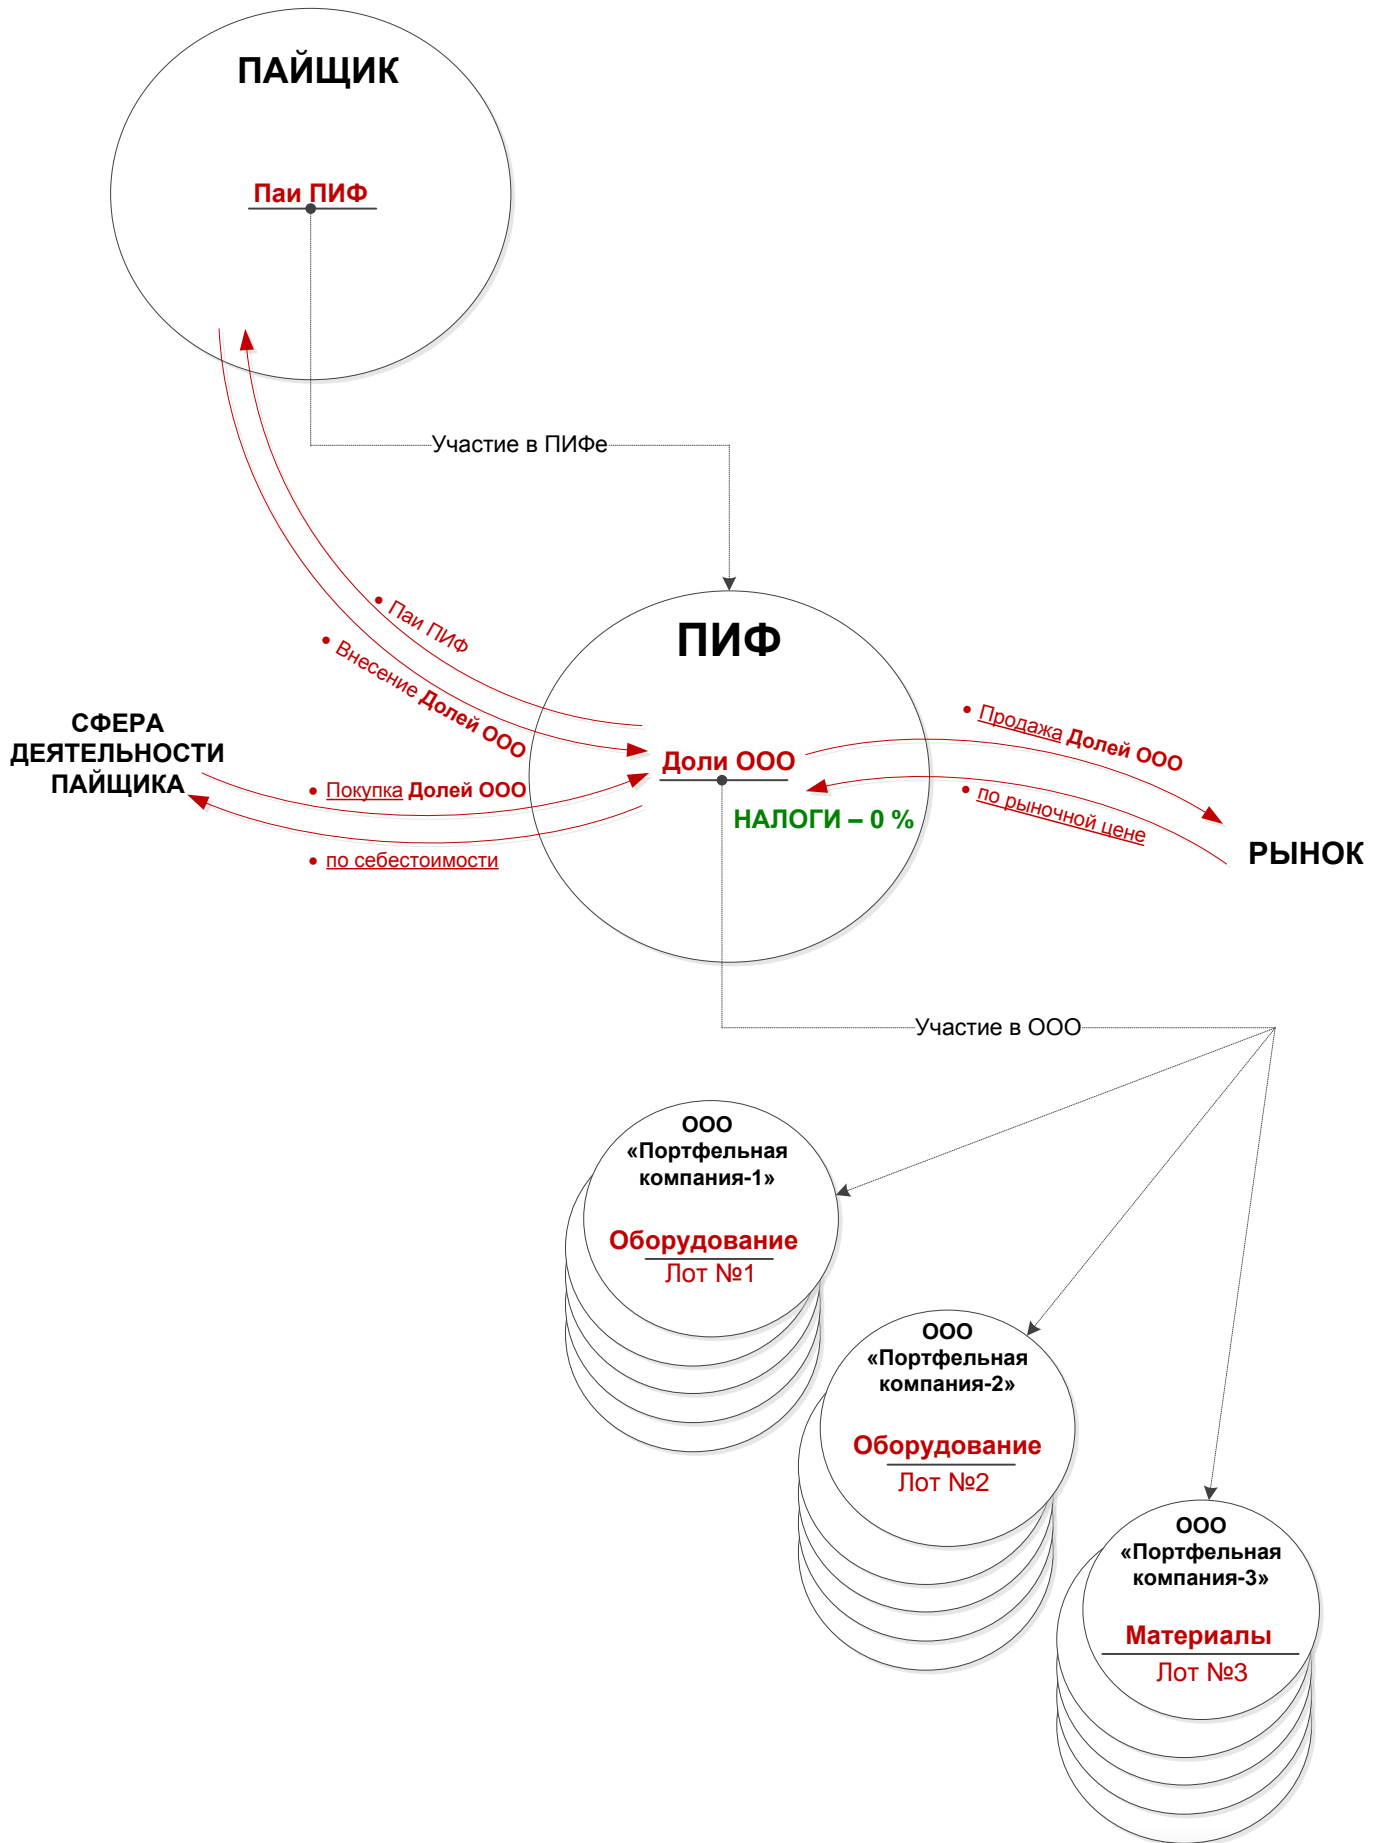 ПАЙЩИК
Паи ПИФ
Участие в ПИФе
• Паи ПИФ
• Внесение Долей ООО
ПИФ
СФЕРА
ДЕЯТЕЛЬНОСТИ
ПАЙЩИКА
• Покупка Долей ООО
• по себестоимости
Доли ООО
НАЛОГИ – 0 %
• Продажа Долей ООО
• по рыночной цене
РЫНОК
Участие в ООО
ООО
«Портфельная
компания-1»
Оборудование
Лот №1
ООО
«Портфельная
компания-2»
Оборудование
Лот №2
ООО
«Портфельная
компания-3»
Материалы
Лот №3